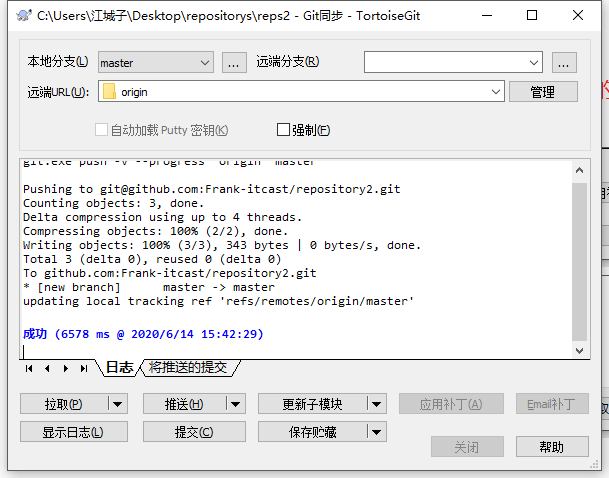 C:\Users\江城子\Desktop\repositorys\reps2 - Git同步 - TortoiseGit
本地分支(L) master ... 远端分支(R) ...
远端URL(U): origin 管理
自动加载 Putty 密钥(K) 强制(F)
git.exe push -v --progress "origin" master
Pushing to git@github.com:Frank-itcast/repository2.git
Counting objects: 3, done.
Delta compression using up to 4 threads.
Compressing objects: 100% (2/2), done.
Writing objects: 100% (3/3), 343 bytes | 0 bytes/s, done.
Total 3 (delta 0), reused 0 (delta 0)
To github.com:Frank-itcast/repository2.git
* [new branch]      master -> master
updating local tracking ref 'refs/remotes/origin/master'
成功 (6578 ms @ 2020/6/14 15:42:29)
日志 将推送的提交
拉取(P) 推送(H) 更新子模块 应用补丁(A) Email补丁
显示日志(L) 提交(C) 保存贮藏
关闭 帮助